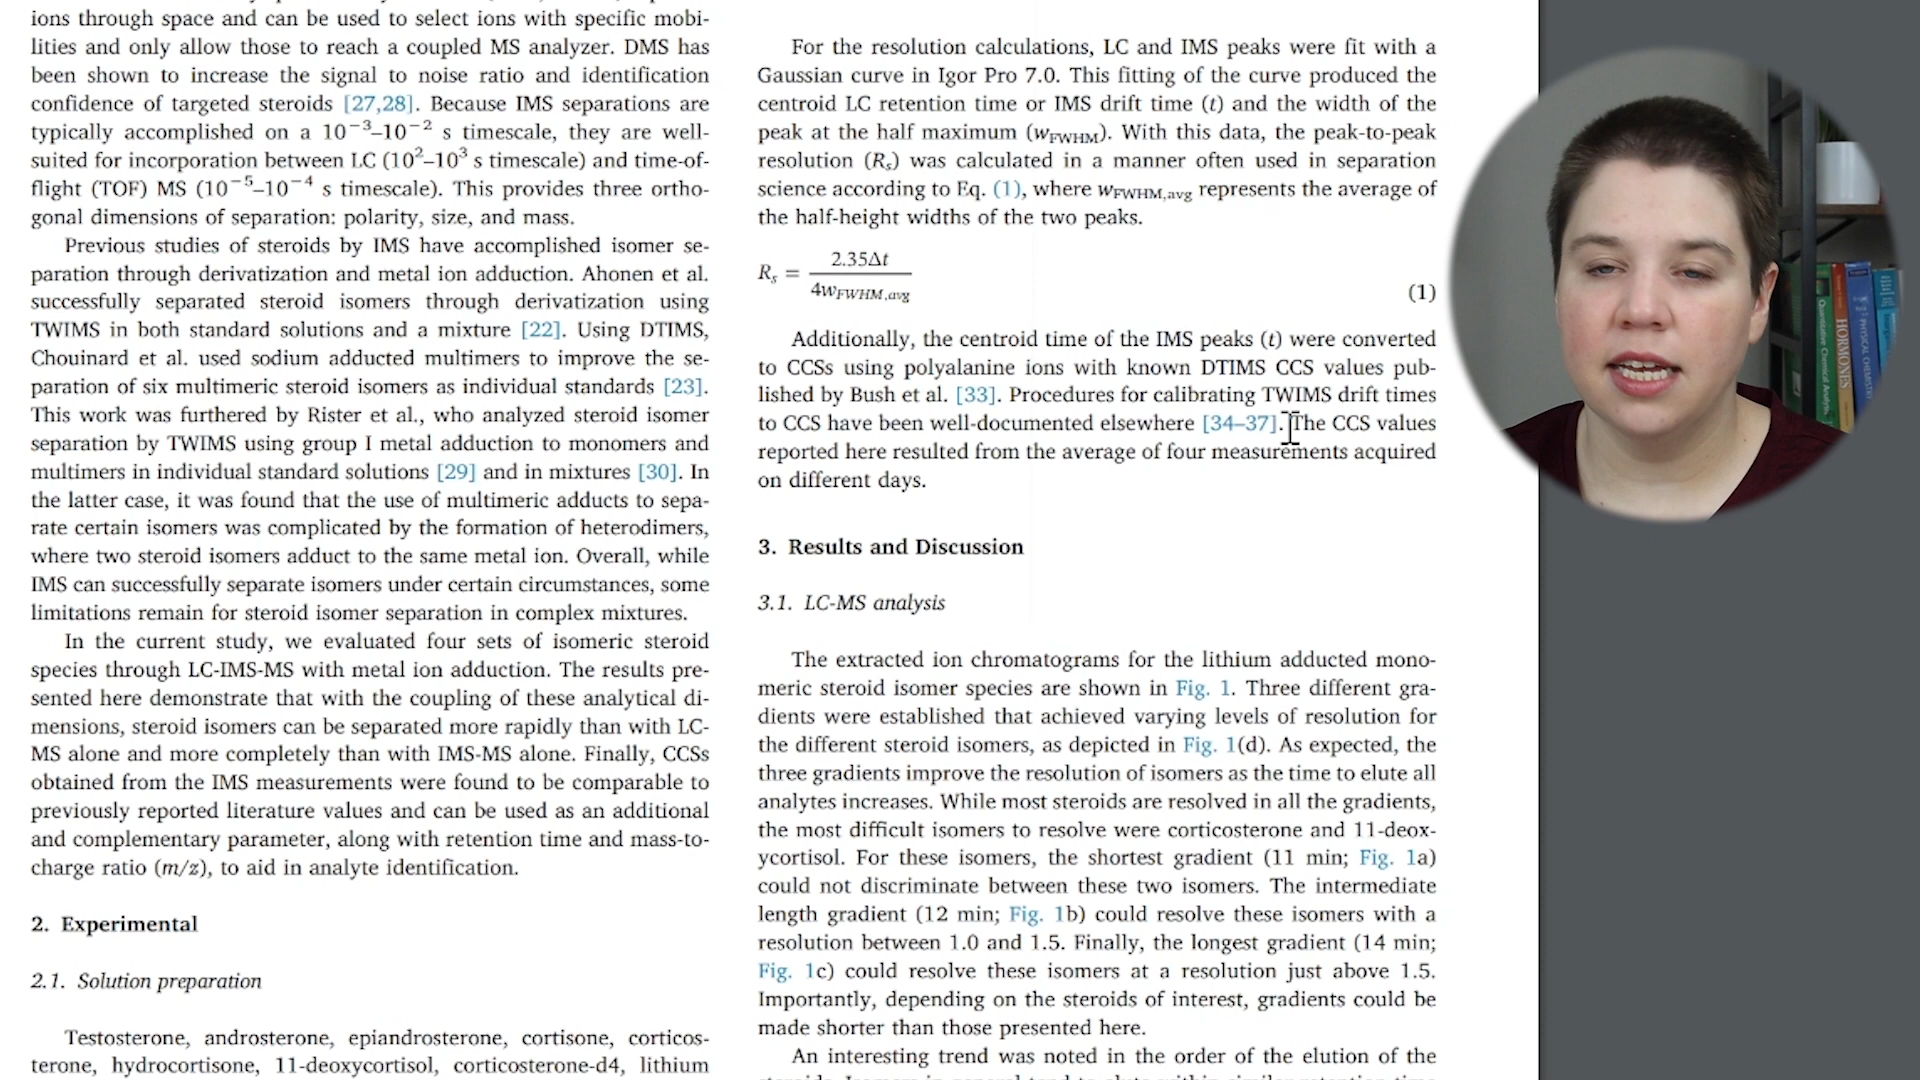 ions through space and can be used to select ions with specific mobi-
lities and only allow those to reach a coupled MS analyzer. DMS has
been shown to increase the signal to noise ratio and identification
confidence of targeted steroids [27,28]. Because IMS separations are
typically accomplished on a 10⁻³–10⁻² s timescale, they are well-
suited for incorporation between LC (10²–10³ s timescale) and time-of-
flight (TOF) MS (10⁻⁵–10⁻⁴ s timescale). This provides three ortho-
gonal dimensions of separation: polarity, size, and mass.
Previous studies of steroids by IMS have accomplished isomer se-
paration through derivatization and metal ion adduction. Ahonen et al.
successfully separated steroid isomers through derivatization using
TWIMS in both standard solutions and a mixture [22]. Using DTIMS,
Chouinard et al. used sodium adducted multimers to improve the se-
paration of six multimeric steroid isomers as individual standards [23].
This work was furthered by Rister et al., who analyzed steroid isomer
separation by TWIMS using group I metal adduction to monomers and
multimers in individual standard solutions [29] and in mixtures [30]. In
the latter case, it was found that the use of multimeric adducts to sepa-
rate certain isomers was complicated by the formation of heterodimers,
where two steroid isomers adduct to the same metal ion. Overall, while
IMS can successfully separate isomers under certain circumstances, some
limitations remain for steroid isomer separation in complex mixtures.
In the current study, we evaluated four sets of isomeric steroid
species through LC-IMS-MS with metal ion adduction. The results pre-
sented here demonstrate that with the coupling of these analytical di-
mensions, steroid isomers can be separated more rapidly than with LC-
MS alone and more completely than with IMS-MS alone. Finally, CCSs
obtained from the IMS measurements were found to be comparable to
previously reported literature values and can be used as an additional
and complementary parameter, along with retention time and mass-to-
charge ratio (m/z), to aid in analyte identification.
2. Experimental
2.1. Solution preparation
Testosterone, androsterone, epiandrosterone, cortisone, corticos-
terone, hydrocortisone, 11-deoxycortisol, corticosterone-d4, lithium
For the resolution calculations, LC and IMS peaks were fit with a
Gaussian curve in Igor Pro 7.0. This fitting of the curve produced the
centroid LC retention time or IMS drift time (t) and the width of the
peak at the half maximum (wFWHM). With this data, the peak-to-peak
resolution (Rs) was calculated in a manner often used in separation
science according to Eq. (1), where wFWHM,avg represents the average of
the half-height widths of the two peaks.
Rs = 2.35Δt / 4wFWHM,avg (1)
Additionally, the centroid time of the IMS peaks (t) were converted
to CCSs using polyalanine ions with known DTIMS CCS values pub-
lished by Bush et al. [33]. Procedures for calibrating TWIMS drift times
to CCS have been well-documented elsewhere [34–37]. The CCS values
reported here resulted from the average of four measurements acquired
on different days.
3. Results and Discussion
3.1. LC-MS analysis
The extracted ion chromatograms for the lithium adducted mono-
meric steroid isomer species are shown in Fig. 1. Three different gra-
dients were established that achieved varying levels of resolution for
the different steroid isomers, as depicted in Fig. 1(d). As expected, the
three gradients improve the resolution of isomers as the time to elute all
analytes increases. While most steroids are resolved in all the gradients,
the most difficult isomers to resolve were corticosterone and 11-deox-
ycortisol. For these isomers, the shortest gradient (11 min; Fig. 1a)
could not discriminate between these two isomers. The intermediate
length gradient (12 min; Fig. 1b) could resolve these isomers with a
resolution between 1.0 and 1.5. Finally, the longest gradient (14 min;
Fig. 1c) could resolve these isomers at a resolution just above 1.5.
Importantly, depending on the steroids of interest, gradients could be
made shorter than those presented here.
An interesting trend was noted in the order of the elution of the
Quantitative Chemical Analysis
HORMONES
PHYSICAL CHEMISTRY